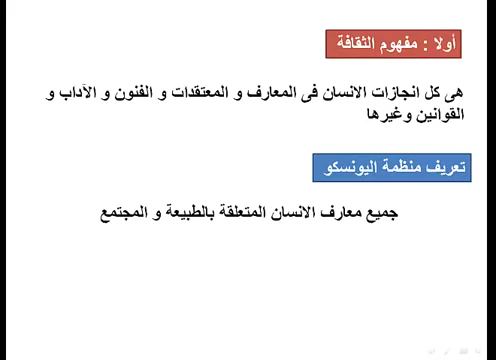 أولا : مفهوم الثقافة
هى كل انجازات الانسان فى المعارف و المعتقدات و الفنون و الآداب و
القوانين وغيرها
تعريف منظمة اليونسكو
جميع معارف الانسان المتعلقة بالطبيعة و المجتمع